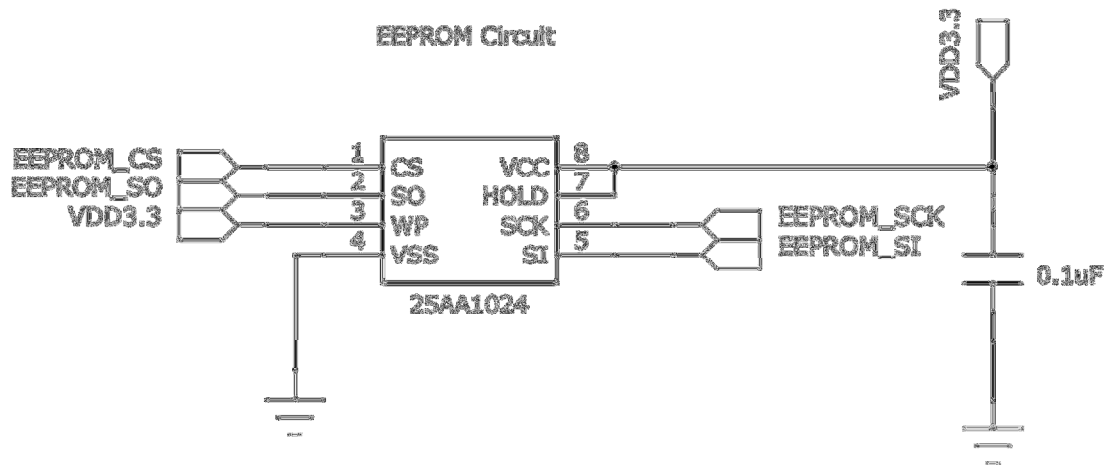 EEPROM Circuit
VDD3.3
EEPROM_CS
EEPROM_SO
VDD3.3
1
2
3
4
CS
SO
WP
VSS
VCC
HOLD
SCK
SI
8
7
6
5
EEPROM_SCK
EEPROM_SI
0.1uF
25AA1024